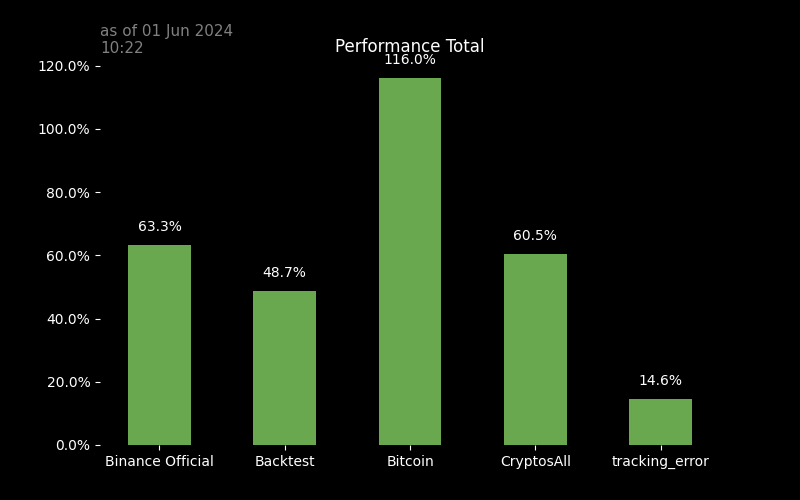 as of 01 Jun 2024
10:22
Performance Total
120.0%
100.0%
80.0%
60.0%
40.0%
20.0%
0.0%
63.3%
48.7%
116.0%
60.5%
14.6%
Binance Official
Backtest
Bitcoin
CryptosAll
tracking_error